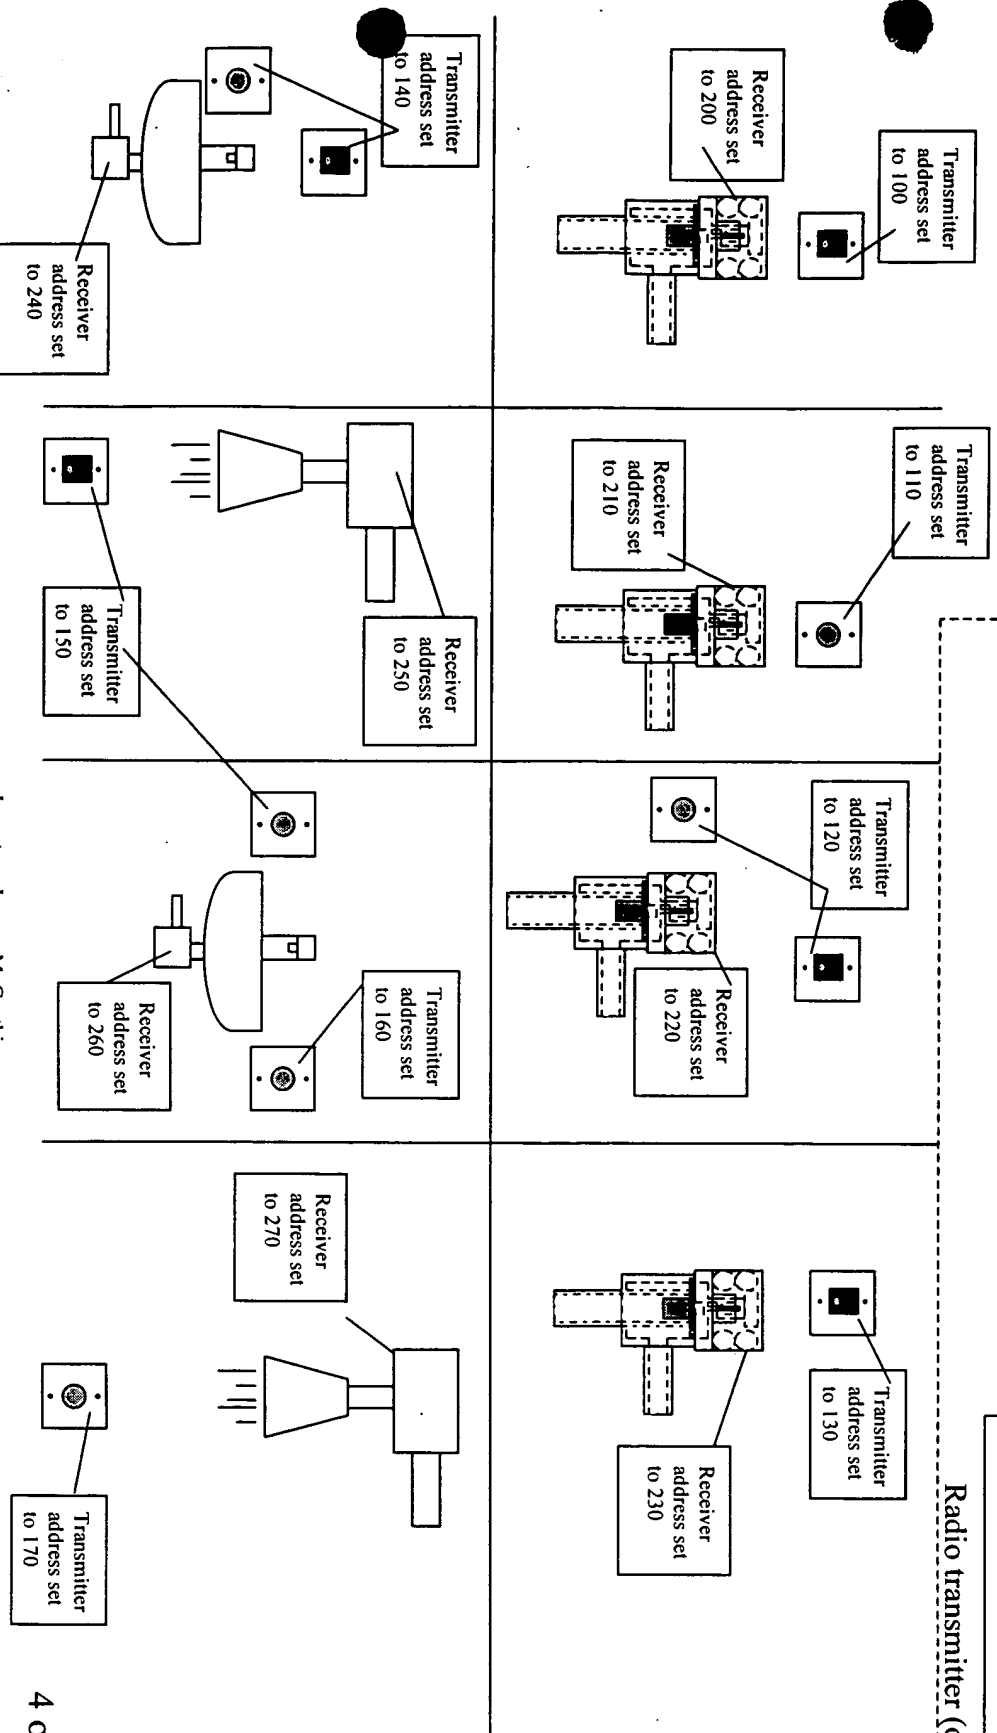 Radio transmitter (
Transmitter
address set
to 100
Transmitter
address set
to 110
Transmitter
address set
to 120
Transmitter
address set
to 130
Receiver
address set
to 200
Receiver
address set
to 210
Receiver
address set
to 220
Receiver
address set
to 230
Transmitter
address set
to 140
Receiver
address set
to 250
Transmitter
address set
to 160
Receiver
address set
to 270
Receiver
address set
to 240
Transmitter
address set
to 150
Receiver
address set
to 260
Transmitter
address set
to 170
4